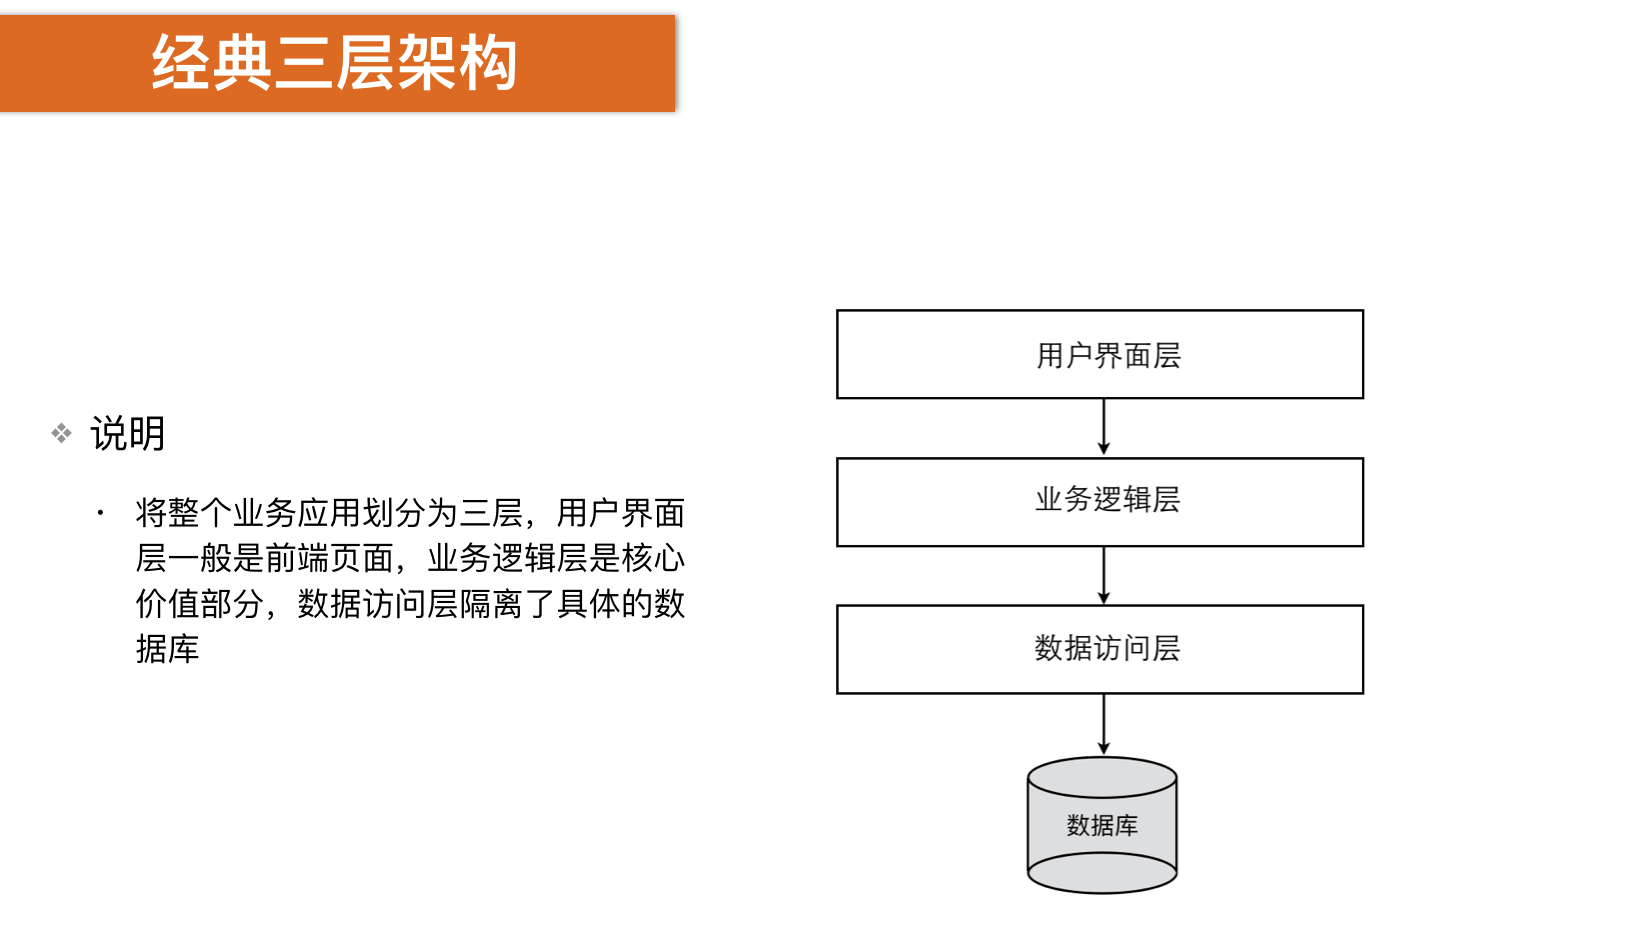 经典三层架构
❖ 说明
• 将整个业务应用划分为三层，用户界面
层一般是前端页面，业务逻辑层是核心
价值部分，数据访问层隔离了具体的数
据库
用户界面层
业务逻辑层
数据访问层
数据库